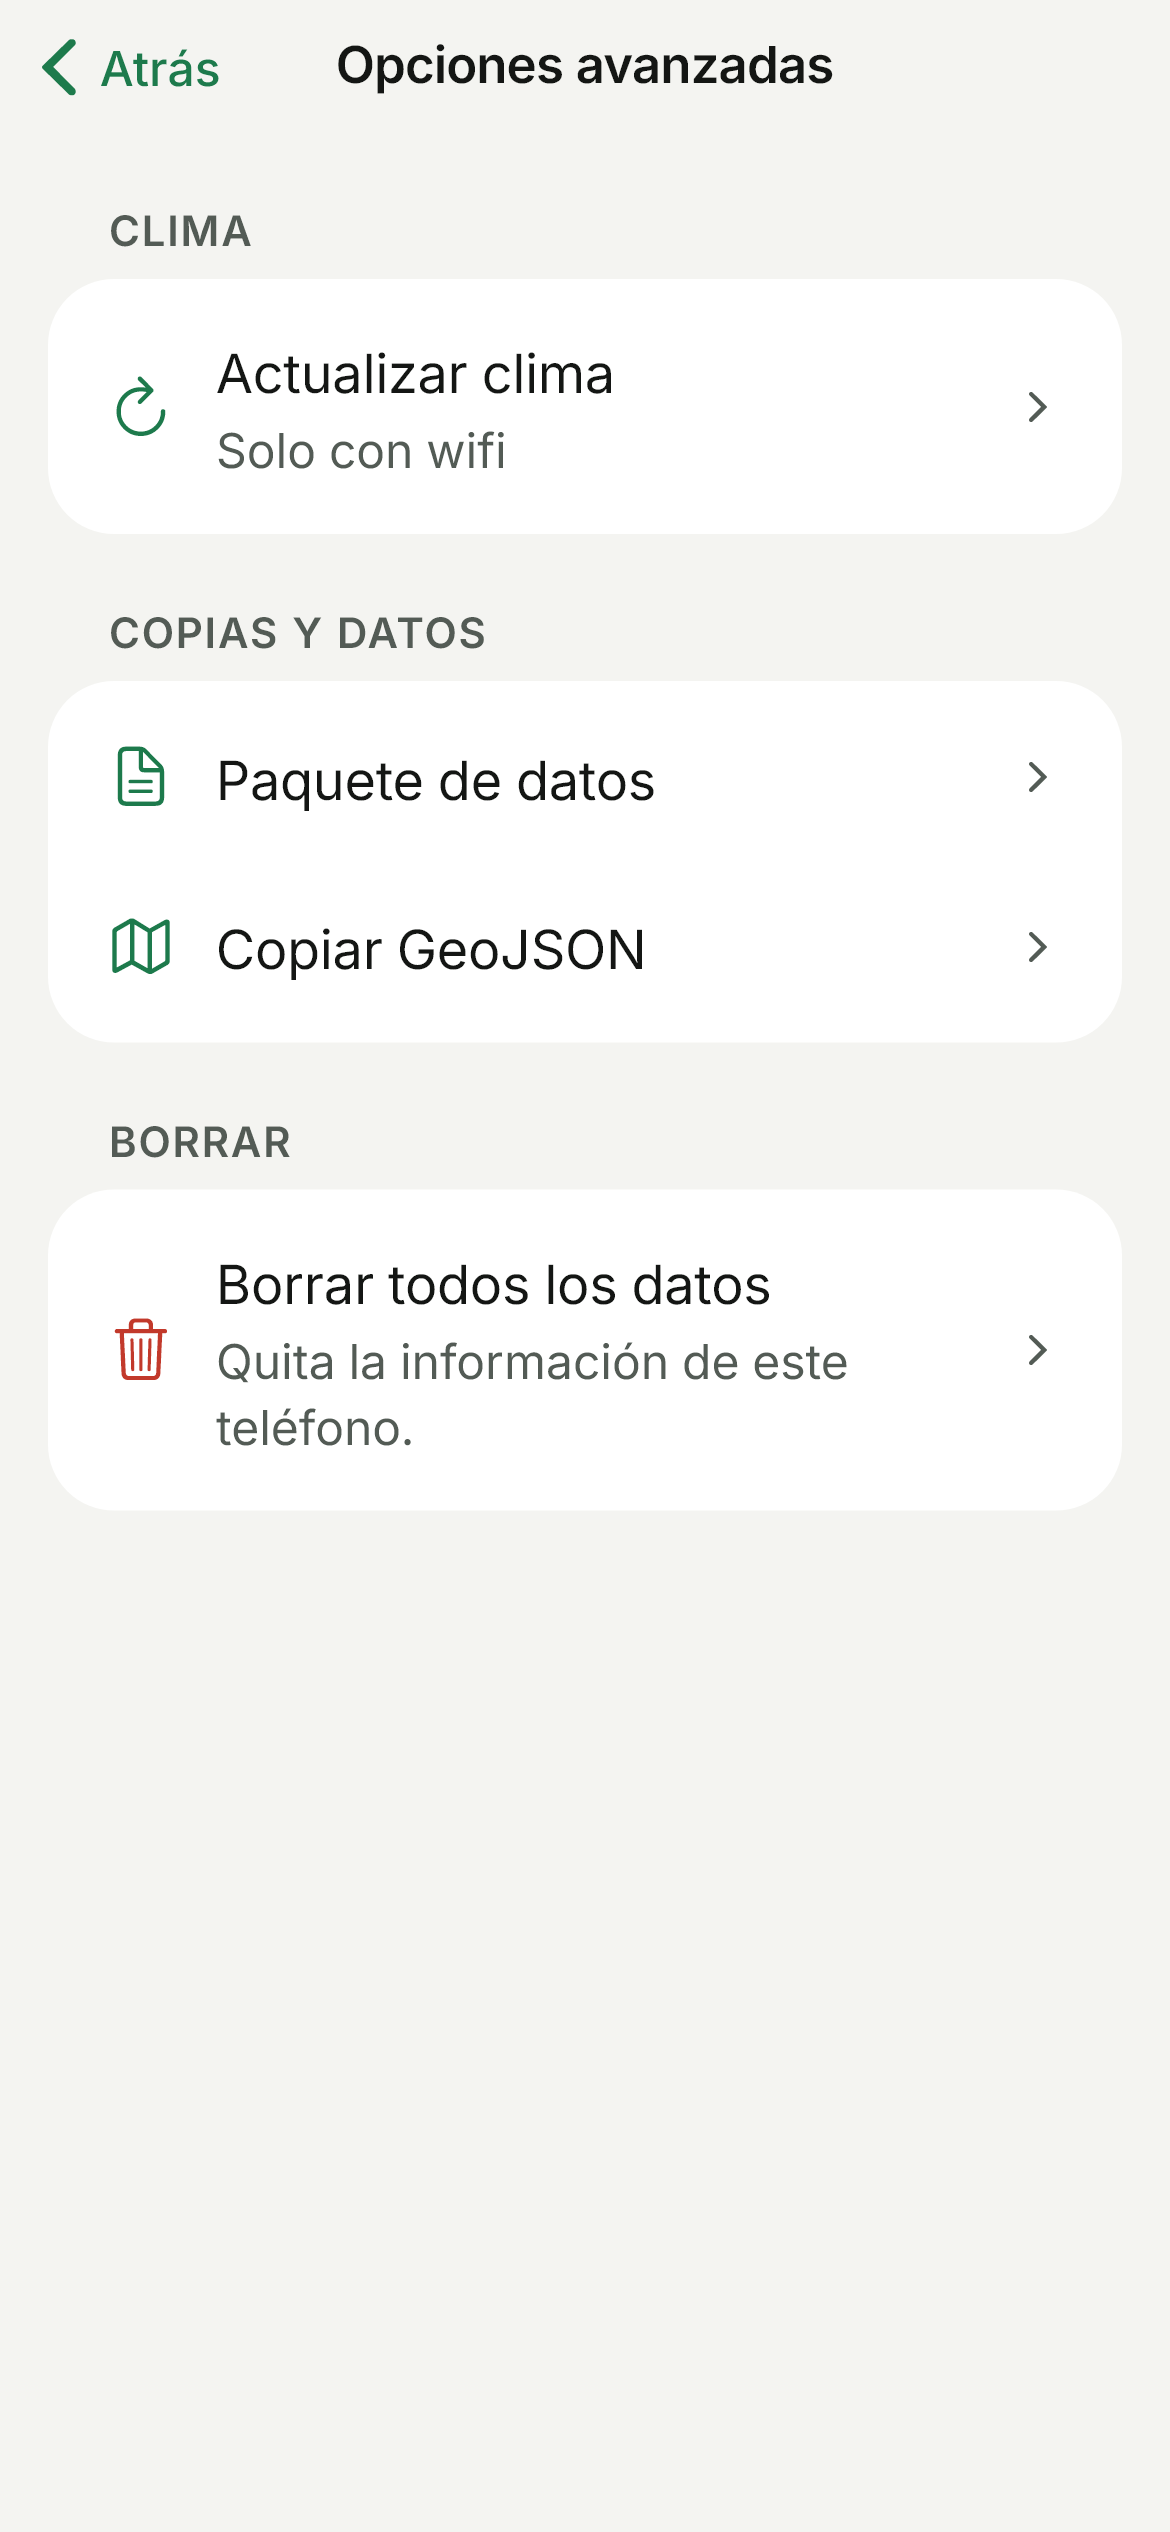 Atrás
Opciones avanzadas
CLIMA
Actualizar clima
Solo con wifi
COPIAS Y DATOS
Paquete de datos
Copiar GeoJSON
BORRAR
Borrar todos los datos
Quita la información de este
teléfono.